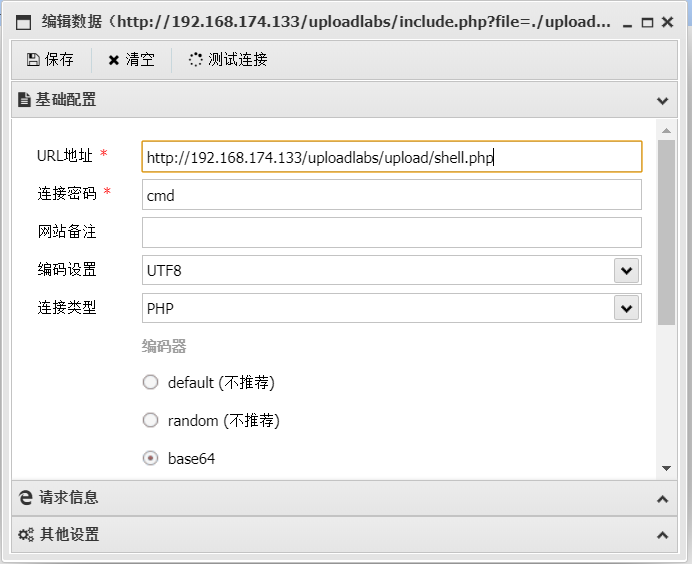 编辑数据（http://192.168.174.133/uploadlabs/include.php?file=./upload...
保存 清空 测试连接
基础配置
URL地址 * http://192.168.174.133/uploadlabs/upload/shell.php
连接密码 * cmd
网站备注
编码设置 UTF8
连接类型 PHP
编码器
default (不推荐)
random (不推荐)
base64
请求信息
其他设置